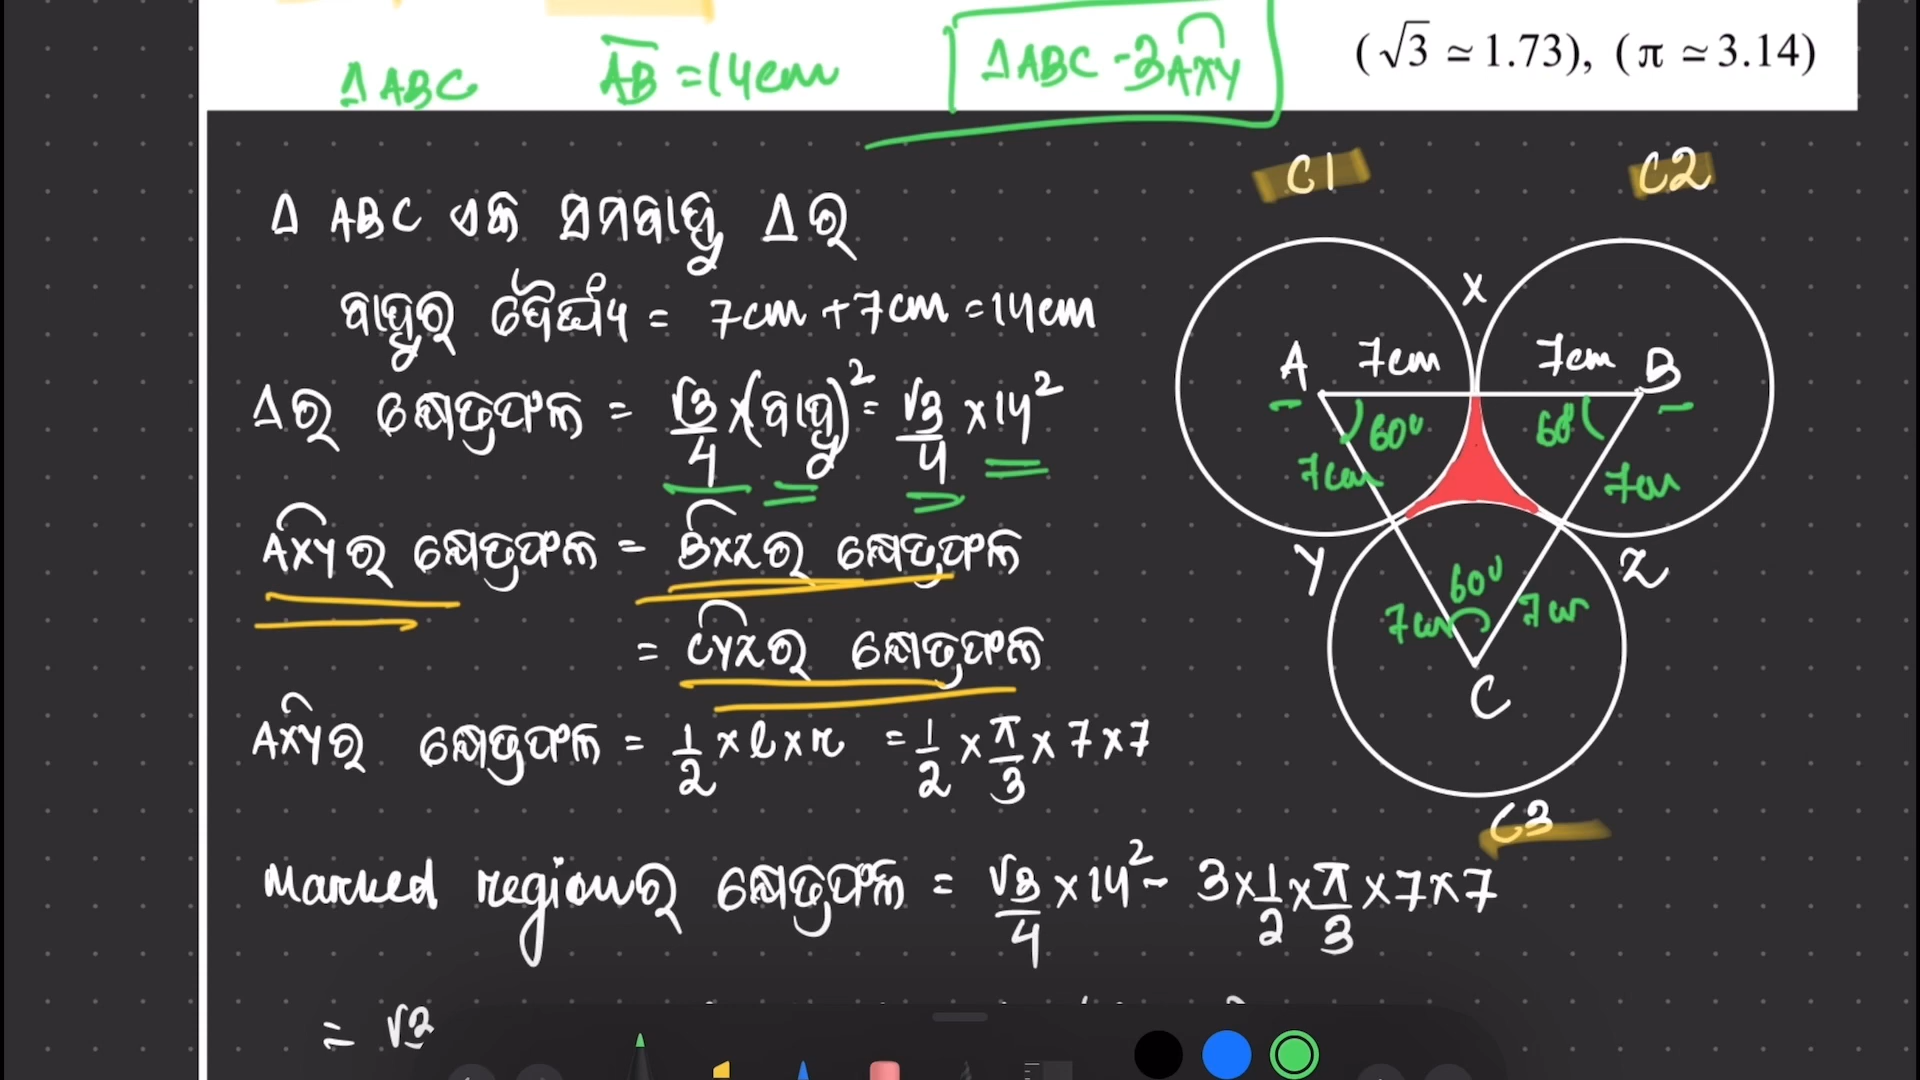 Δ ABC  AB = 14cm  Δ ABC - 3AXY  (√3 ≃ 1.73), (π ≃ 3.14)
Δ ABC ଏକ ସମବାହୁ Δ ର
ବାହୁର ଦୈର୍ଘ୍ୟ = 7cm + 7cm = 14cm
Δ ର କ୍ଷେତ୍ରଫଳ = √3/4 × (ବାହୁ)² = √3/4 × 14²
AXY ର କ୍ଷେତ୍ରଫଳ = BXZ ର କ୍ଷେତ୍ରଫଳ
= CYZ ର କ୍ଷେତ୍ରଫଳ
AXY ର କ୍ଷେତ୍ରଫଳ = 1/2 × l × r = 1/2 × π/3 × 7 × 7
Marked region ର କ୍ଷେତ୍ରଫଳ = √3/4 × 14² - 3 × 1/2 × π/3 × 7 × 7
= √3
C1 C2
X
A 7cm 7cm B
60° 60°
7cm 7cm
Y Z
60°
7cm 7cm
C
C3